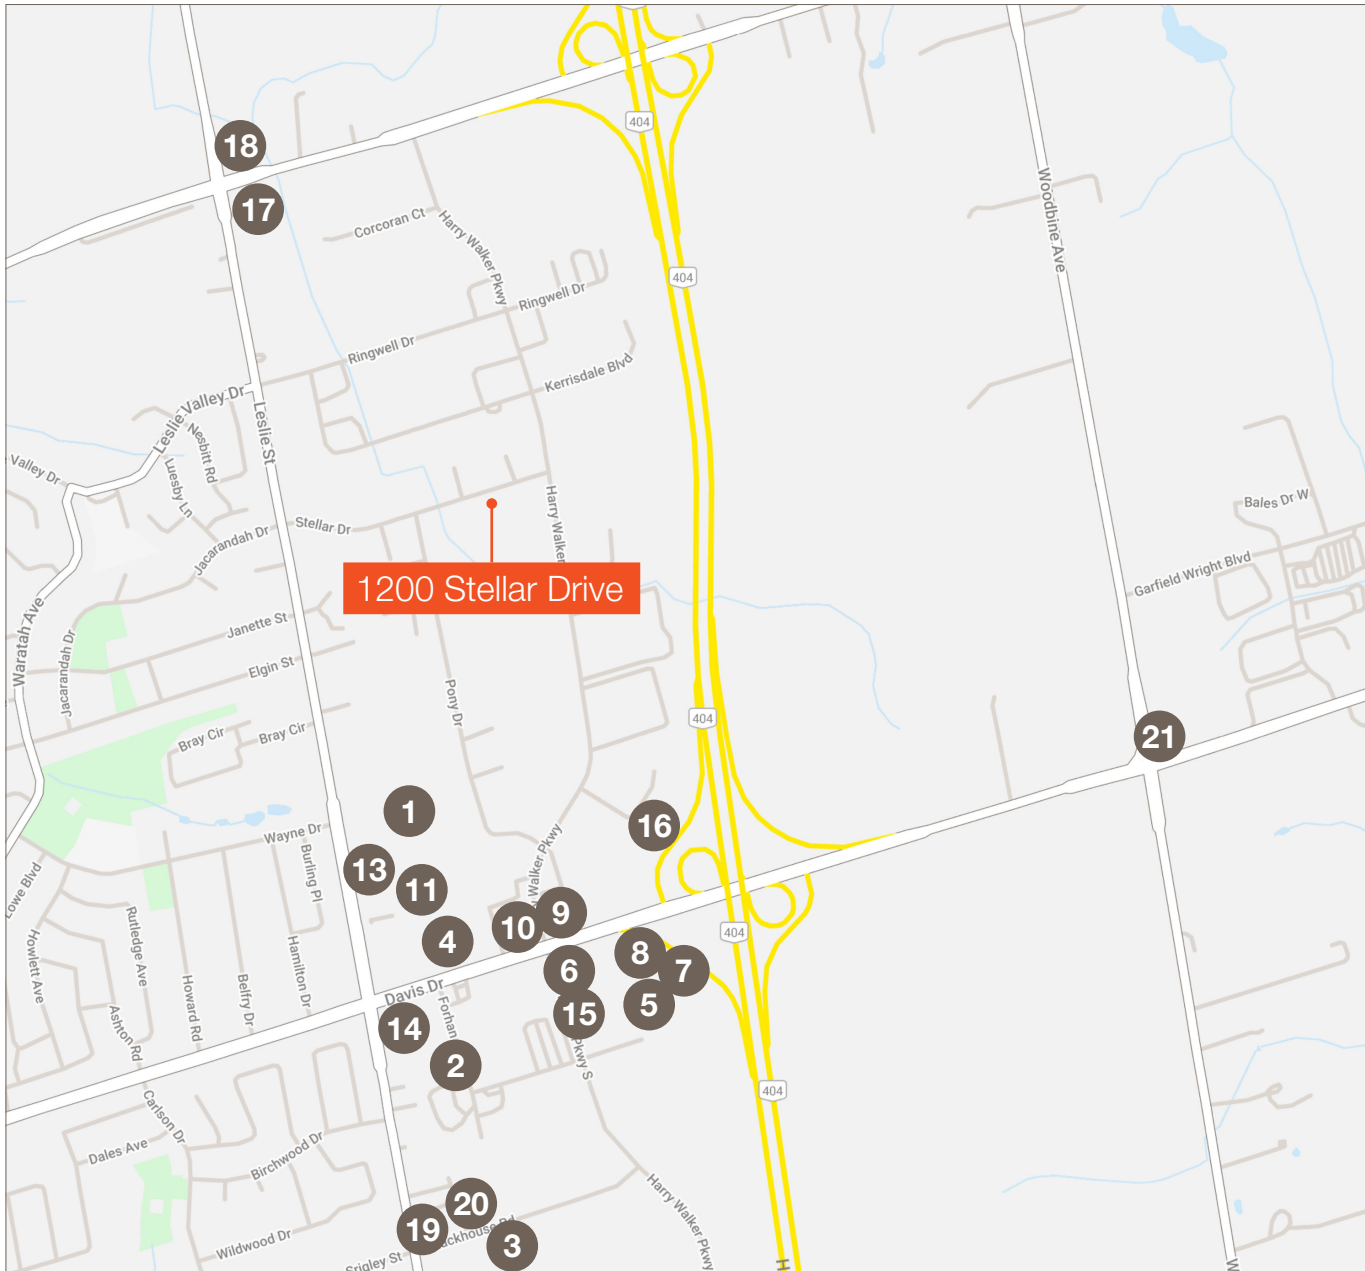 404
18
17
Corcoran Ct
Harry Walker Pkwy
Woodbine Ave
404
Ringwell Dr
Ringwell Dr
Kerrisdale Blvd
Leslie Valley Dr
Nesbitt Rd
Leslie St
Luesby Ln
Valley Dr
Jacarandah Dr
Stellar Dr
Harry Walker
Bales Dr W
Garfield Wright Blvd
1200 Stellar Drive
Waratah Ave
Jacarandah Dr
Janette St
Elgin St
Pony Dr
Bray Cir
Bray Cir
404
21
1
16
Wayne Dr
Burling Pl
13
11
Walker Pkwy
Lowe Blvd
9
10
4
Howlett Ave
Rutledge Ave
Howard Rd
Belfry Dr
Hamilton Dr
404
8
6
7
Davis Dr
5
15
14
Ashton Rd
2
Pkwy S
404
Carlson Dr
Dales Ave
Birchwood Dr
Harry Walker Pkwy
20
19
3
Wildwood Dr
Srigley St
H
W